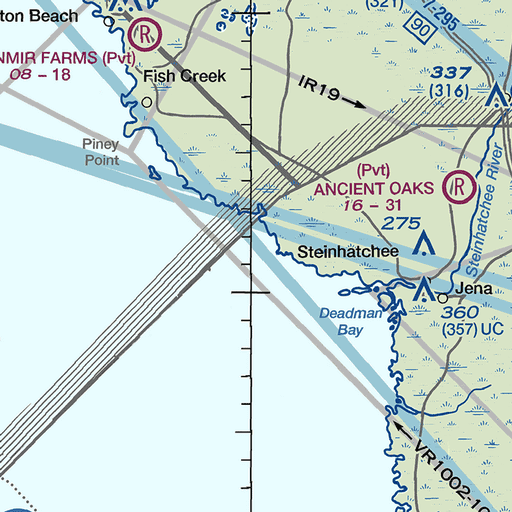 ton Beach
NMIR FARMS (Pvt)
08 – 18
R
Fish Creek
Piney
Point
IR19
(321)
90
295
337
(316)
(Pvt)
ANCIENT OAKS
16 – 31
R
275
Steinhatchee
Steinhatchee River
Jena
360
(357) UC
Deadman
Bay
VR1002-10